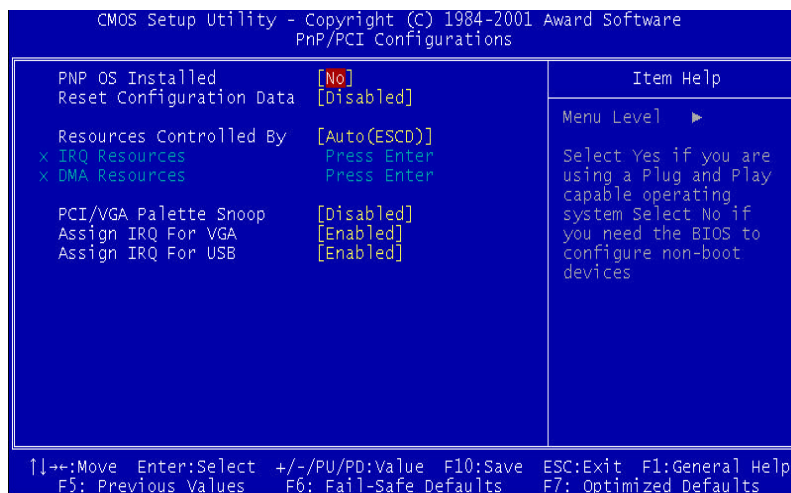 CMOS Setup Utility - Copyright (C) 1984-2001 Award Software
PnP/PCI Configurations
PNP OS Installed [No]
Reset Configuration Data [Disabled]
Resources Controlled By [Auto(ESCD)]
x IRQ Resources Press Enter
x DMA Resources Press Enter
PCI/VGA Palette Snoop [Disabled]
Assign IRQ For VGA [Enabled]
Assign IRQ For USB [Enabled]
Item Help
Menu Level ▶
Select Yes if you are
using a Plug and Play
capable operating
system Select No if
you need the BIOS to
configure non-boot
devices
↑↓→←:Move Enter:Select +/-/PU/PD:Value F10:Save ESC:Exit F1:General Help
F5: Previous Values F6: Fail-Safe Defaults F7: Optimized Defaults